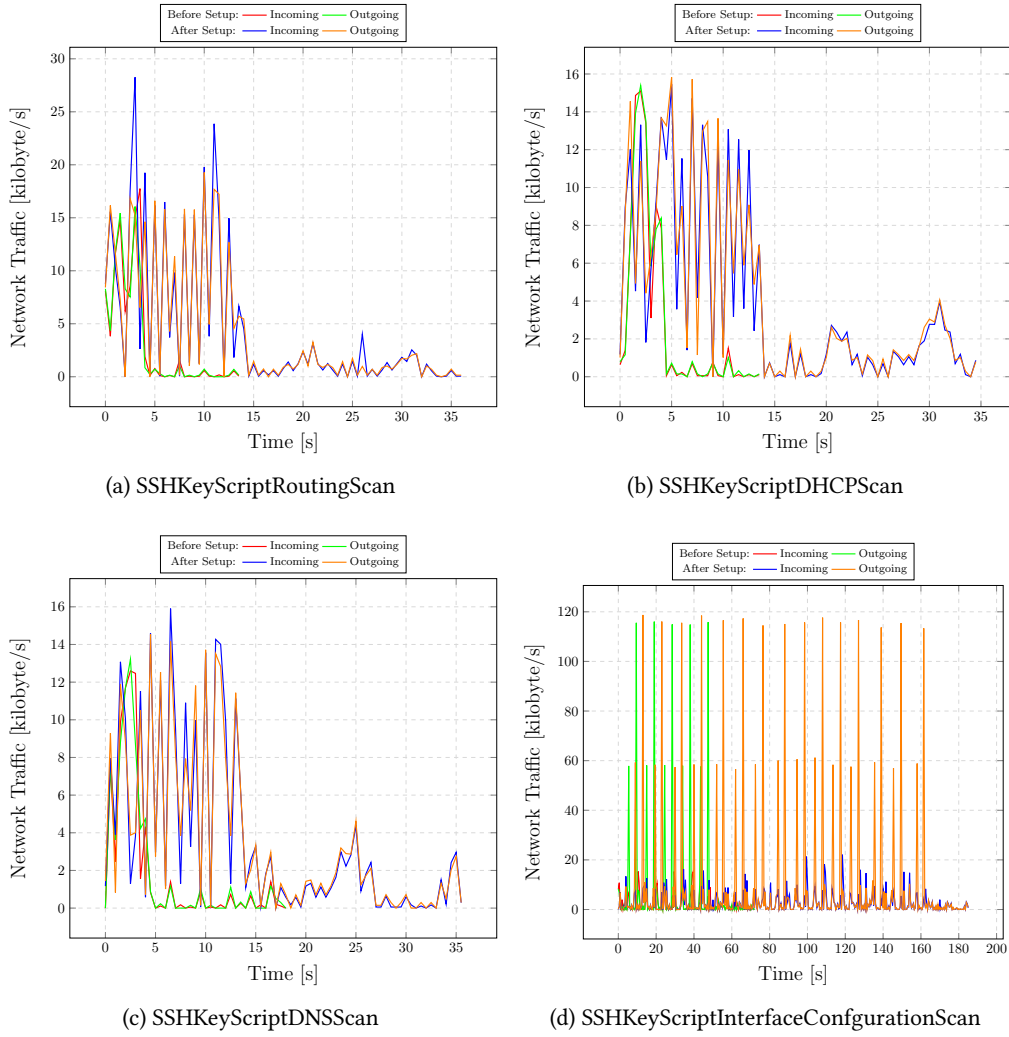 Before Setup: Incoming Outgoing
After Setup: Incoming Outgoing
Network Traffic [kilobyte/s]
30
25
20
15
10
5
0
0 5 10 15 20 25 30 35
Time [s]
(a) SSHKeyScriptRoutingScan
Before Setup: Incoming Outgoing
After Setup: Incoming Outgoing
Network Traffic [kilobyte/s]
16
14
12
10
8
6
4
2
0
0 5 10 15 20 25 30 35
Time [s]
(b) SSHKeyScriptDHCPScan
Before Setup: Incoming Outgoing
After Setup: Incoming Outgoing
Network Traffic [kilobyte/s]
16
14
12
10
8
6
4
2
0
0 5 10 15 20 25 30 35
Time [s]
(c) SSHKeyScriptDNSScan
Before Setup: Incoming Outgoing
After Setup: Incoming Outgoing
Network Traffic [kilobyte/s]
120
100
80
60
40
20
0
0 20 40 60 80 100 120 140 160 180 200
Time [s]
(d) SSHKeyScriptInterfaceConfgurationScan